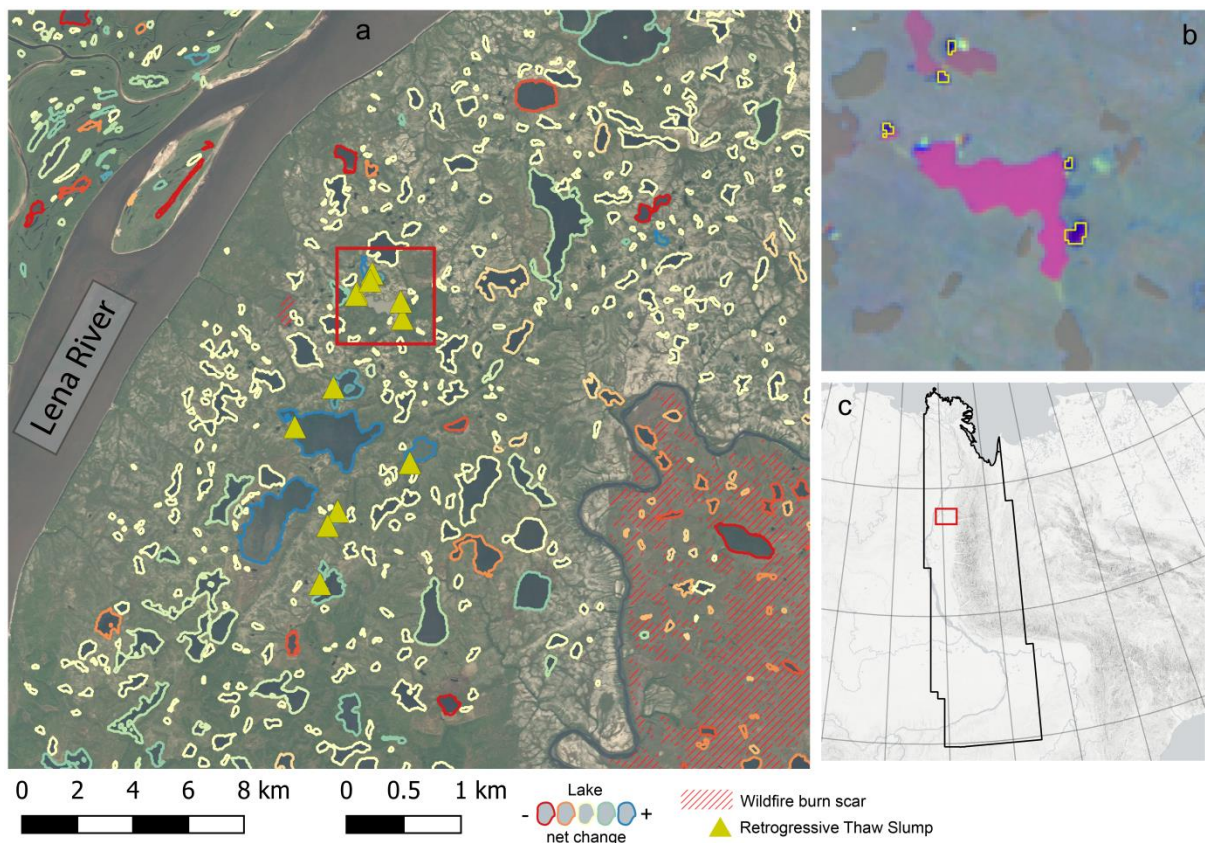 a
b
Lena River
c
0 2 4 6 8 km
0 0.5 1 km
Lake
- +
net change
Wildfire burn scar
Retrogressive Thaw Slump